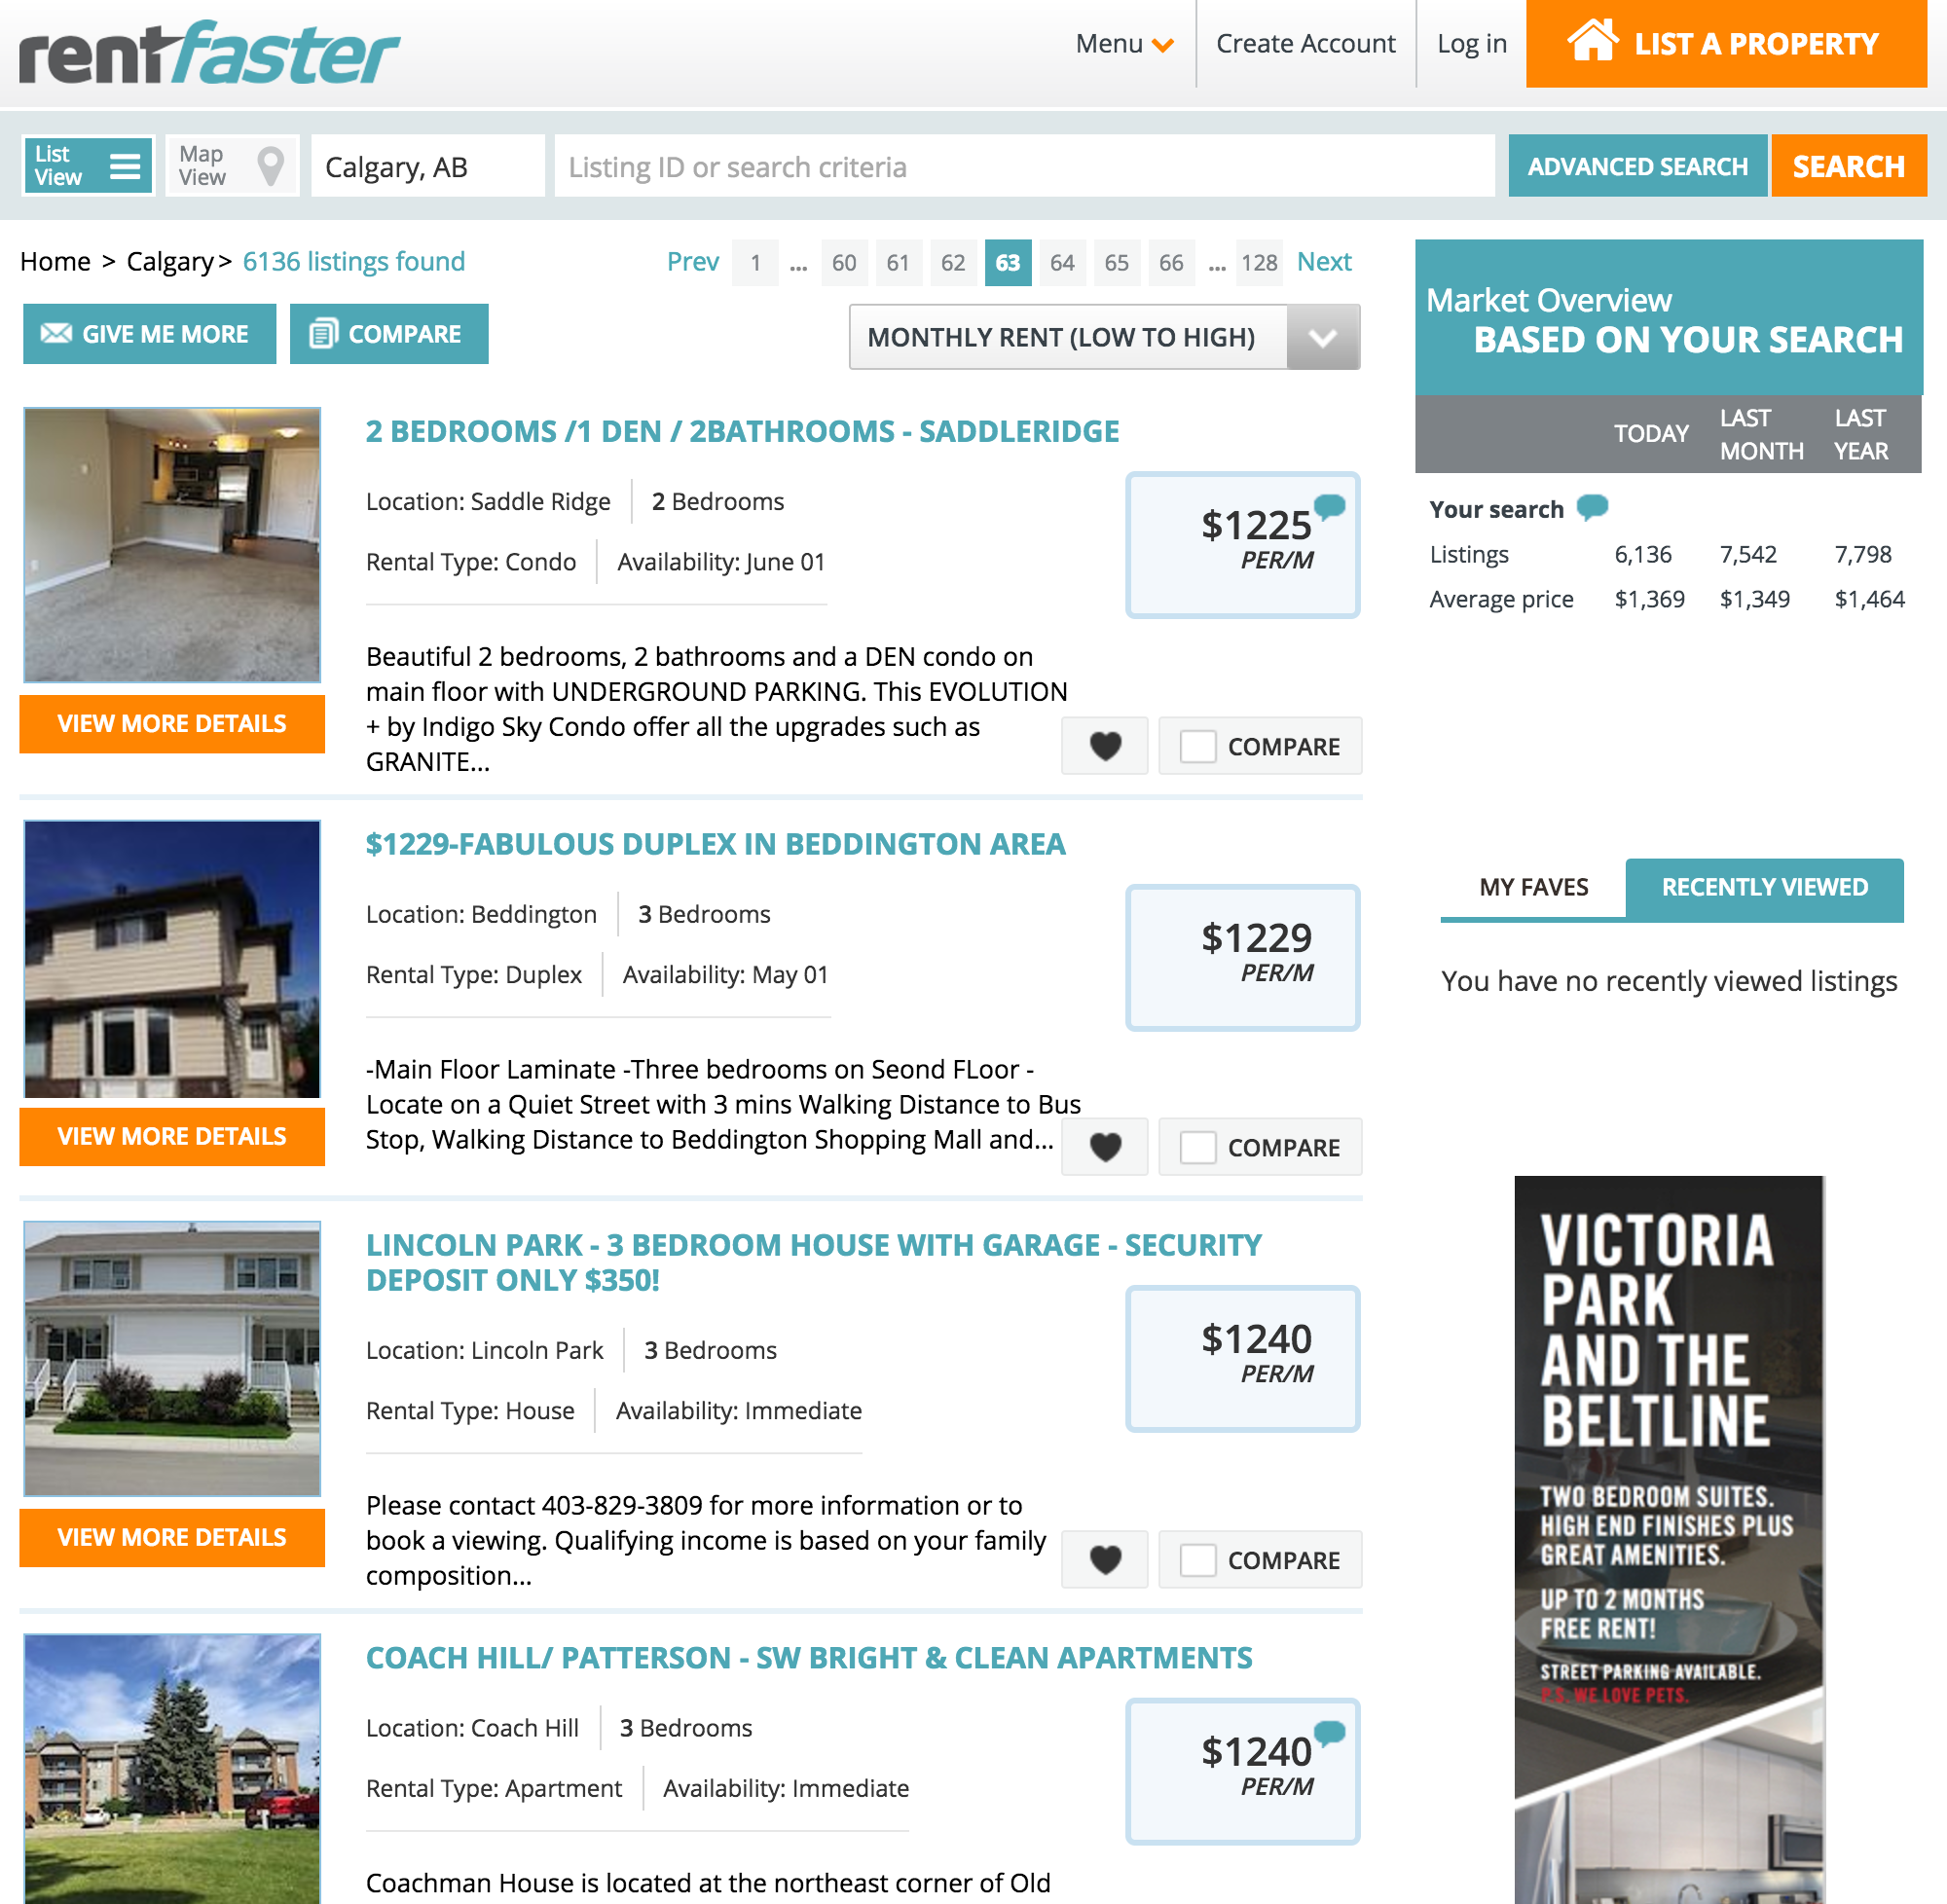 rentfaster
Menu
Create Account
Log in
LIST A PROPERTY
List
View
Map
View
Calgary, AB
Listing ID or search criteria
ADVANCED SEARCH
SEARCH
Home > Calgary > 6136 listings found
Prev 1 ... 60 61 62 63 64 65 66 ... 128 Next
GIVE ME MORE
COMPARE
MONTHLY RENT (LOW TO HIGH)
2 BEDROOMS /1 DEN / 2BATHROOMS - SADDLERIDGE
Location: Saddle Ridge
2 Bedrooms
Rental Type: Condo
Availability: June 01
$1225
PER/M
Beautiful 2 bedrooms, 2 bathrooms and a DEN condo on
main floor with UNDERGROUND PARKING. This EVOLUTION
+ by Indigo Sky Condo offer all the upgrades such as
GRANITE...
VIEW MORE DETAILS
COMPARE
$1229-FABULOUS DUPLEX IN BEDDINGTON AREA
Location: Beddington
3 Bedrooms
Rental Type: Duplex
Availability: May 01
$1229
PER/M
-Main Floor Laminate -Three bedrooms on Seond FLoor -
Locate on a Quiet Street with 3 mins Walking Distance to Bus
Stop, Walking Distance to Beddington Shopping Mall and...
VIEW MORE DETAILS
COMPARE
LINCOLN PARK - 3 BEDROOM HOUSE WITH GARAGE - SECURITY
DEPOSIT ONLY $350!
Location: Lincoln Park
3 Bedrooms
Rental Type: House
Availability: Immediate
$1240
PER/M
Please contact 403-829-3809 for more information or to
book a viewing. Qualifying income is based on your family
composition...
VIEW MORE DETAILS
COMPARE
COACH HILL/ PATTERSON - SW BRIGHT & CLEAN APARTMENTS
Location: Coach Hill
3 Bedrooms
Rental Type: Apartment
Availability: Immediate
$1240
PER/M
Coachman House is located at the northeast corner of Old
Market Overview
BASED ON YOUR SEARCH
TODAY
LAST
MONTH
LAST
YEAR
Your search
Listings 6,136 7,542 7,798
Average price $1,369 $1,349 $1,464
MY FAVES
RECENTLY VIEWED
You have no recently viewed listings
VICTORIA
PARK
AND THE
BELTLINE
TWO BEDROOM SUITES.
HIGH END FINISHES PLUS
GREAT AMENITIES.
UP TO 2 MONTHS
FREE RENT!
STREET PARKING AVAILABLE.
P.S. WE LOVE PETS.